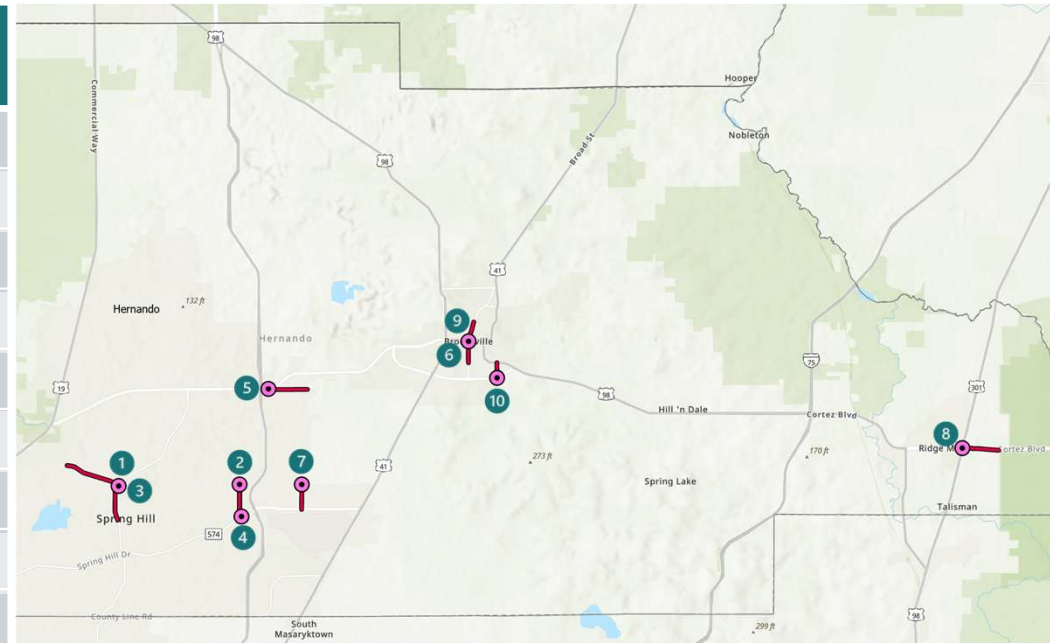 98
Hooper
Commercial Way
Nobleton
Broad St
98
41
132 ft
Hernando
Hernando
9
Bro
ville
6
75
5
19
10
98
301
Hill 'n Dale
Cortez Blvd
8
Ridge M
Cortez Blvd
1
2
7
41
273 ft
170 ft
3
Spring Lake
Spring Hill
4
574
Talisman
Spring Hill Dr
County Line Rd
South
Masaryktown
98
299 ft